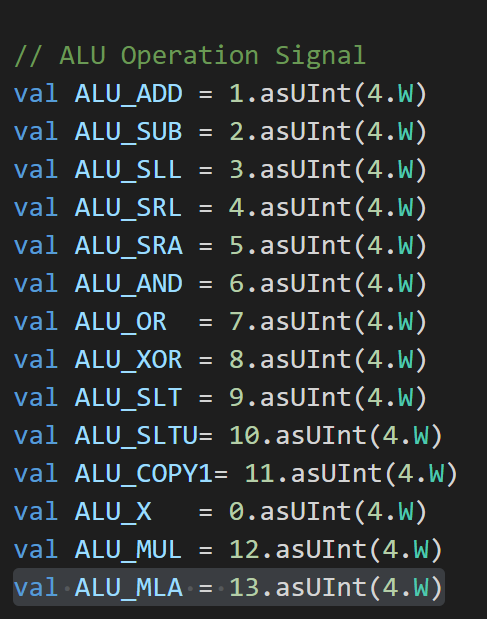 // ALU Operation Signal
val ALU_ADD = 1.asUInt(4.W)
val ALU_SUB = 2.asUInt(4.W)
val ALU_SLL = 3.asUInt(4.W)
val ALU_SRL = 4.asUInt(4.W)
val ALU_SRA = 5.asUInt(4.W)
val ALU_AND = 6.asUInt(4.W)
val ALU_OR  = 7.asUInt(4.W)
val ALU_XOR = 8.asUInt(4.W)
val ALU_SLT = 9.asUInt(4.W)
val ALU_SLTU= 10.asUInt(4.W)
val ALU_COPY1= 11.asUInt(4.W)
val ALU_X   = 0.asUInt(4.W)
val ALU_MUL = 12.asUInt(4.W)
val ALU_MLA = 13.asUInt(4.W)